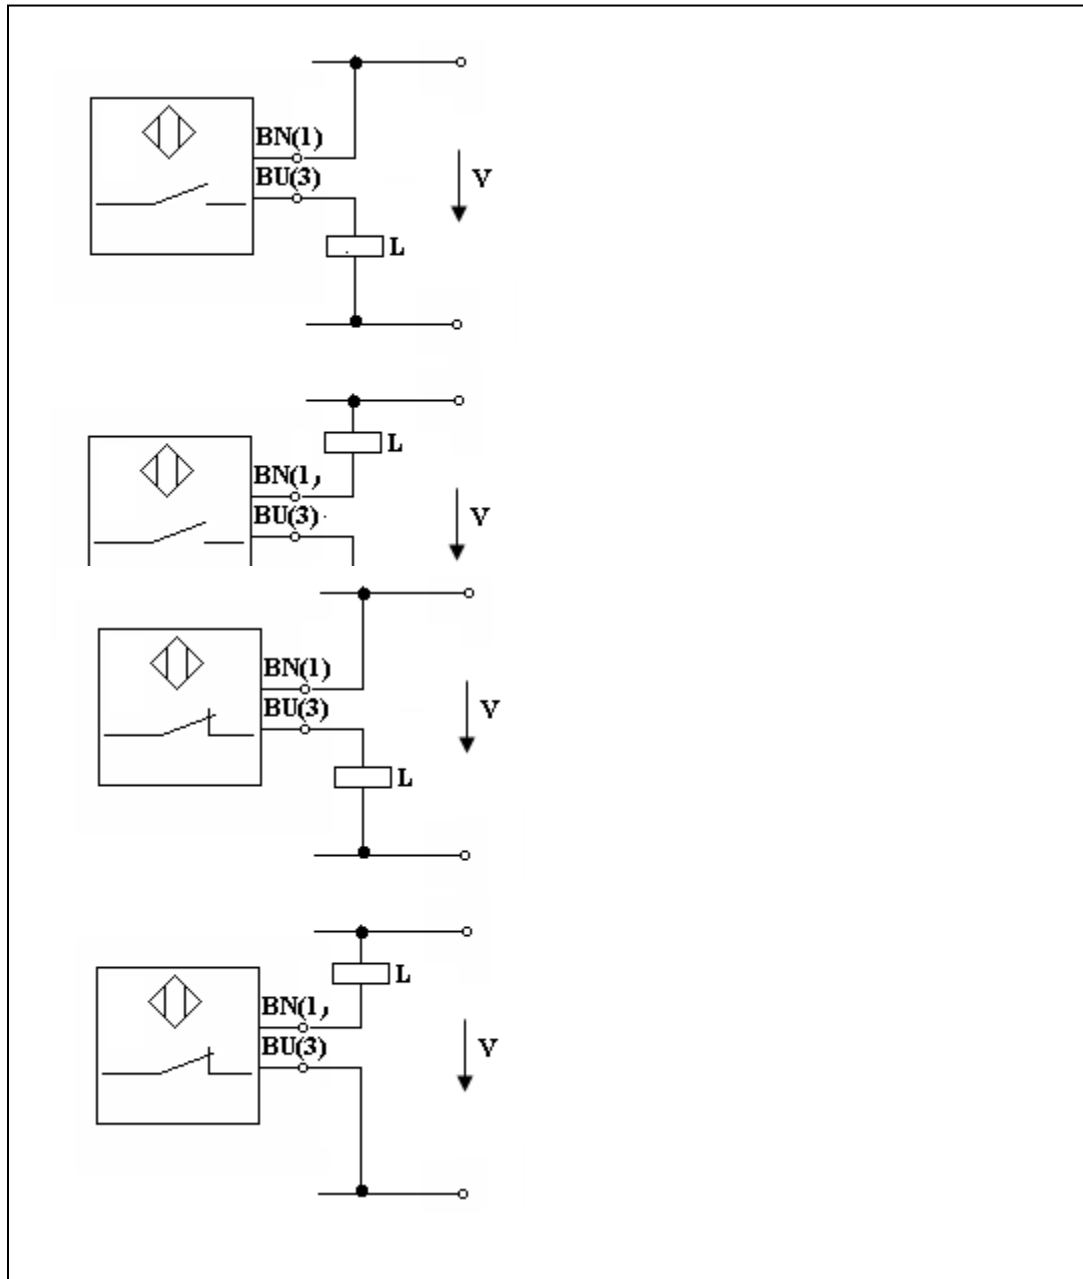 BN(1)
BU(3)
V
L
L
BN(1,
BU(3)
V
BN(1)
BU(3)
V
L
L
BN(1,
BU(3)
V